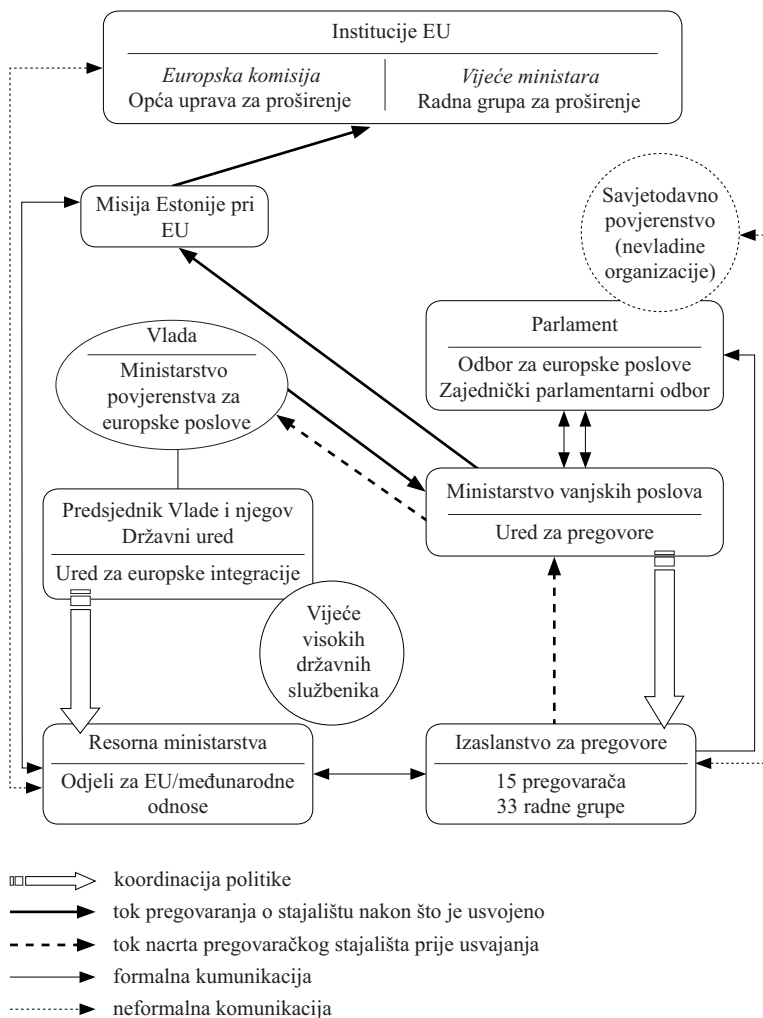 Institucije EU
Europska komisija
Opća uprava za proširenje
Vijeće ministara
Radna grupa za proširenje
Misija Estonije pri
EU
Savjetodavno
povjerenstvo
(nevladine
organizacije)
Vlada
Ministarstvo
povjerenstva za
europske poslove
Parlament
Odbor za europske poslove
Zajednički parlamentarni odbor
Predsjednik Vlade i njegov
Državni ured
Ured za europske integracije
Ministarstvo vanjskih poslova
Ured za pregovore
Vijeće
visokih
državnih
službenika
Resorna ministarstva
Odjeli za EU/međunarodne
odnose
Izaslanstvo za pregovore
15 pregovarača
33 radne grupe
koordinacija politike
tok pregovaranja o stajalištu nakon što je usvojeno
tok nacrta pregovaračkog stajališta prije usvajanja
formalna kumunikacija
neformalna komunikacija